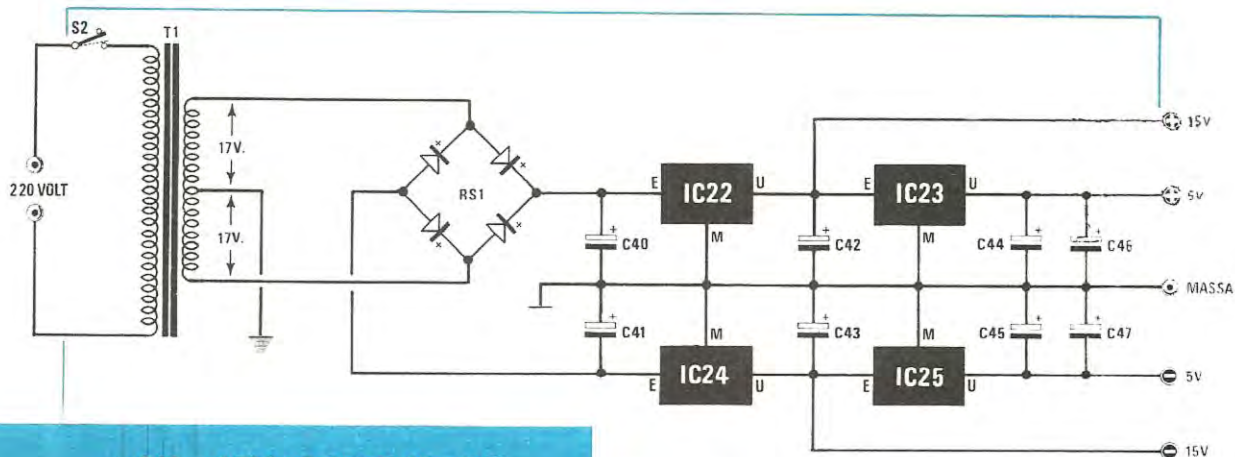 S2
T1
220 VOLT
17V.
17V.
RS1
E IC22 U
M
E IC23 U
M
C40
C42
C44
C46
C41
C43
C45
C47
M
E IC24 U
M
E IC25 U
15V
5V
MASSA
5V
15V